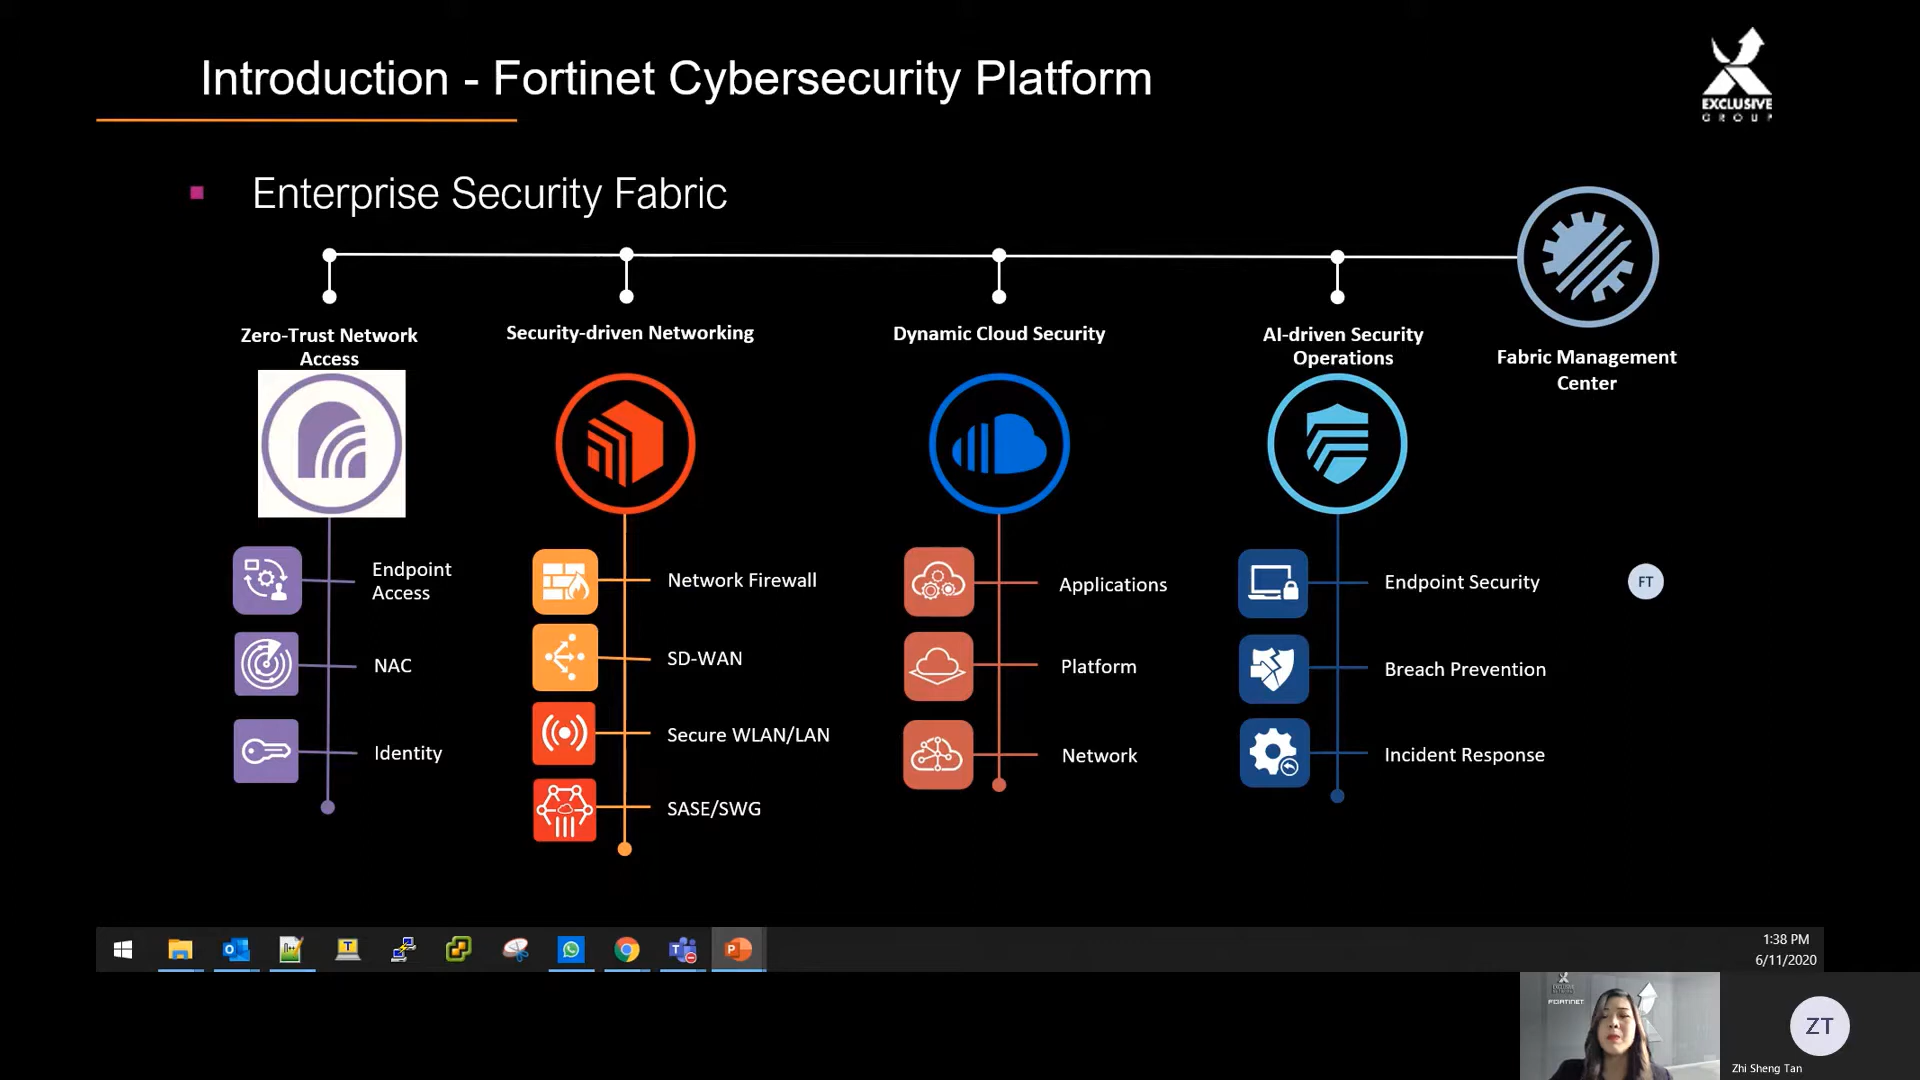 Introduction - Fortinet Cybersecurity Platform
EXCLUSIVE
GROUP
Enterprise Security Fabric
Zero-Trust Network
Access
Security-driven Networking
Dynamic Cloud Security
AI-driven Security
Operations
Fabric Management
Center
Endpoint
Access
NAC
Identity
Network Firewall
SD-WAN
Secure WLAN/LAN
SASE/SWG
Applications
Platform
Network
Endpoint Security
Breach Prevention
Incident Response
FT
1:38 PM
6/11/2020
FORTINET
ZT
Zhi Sheng Tan